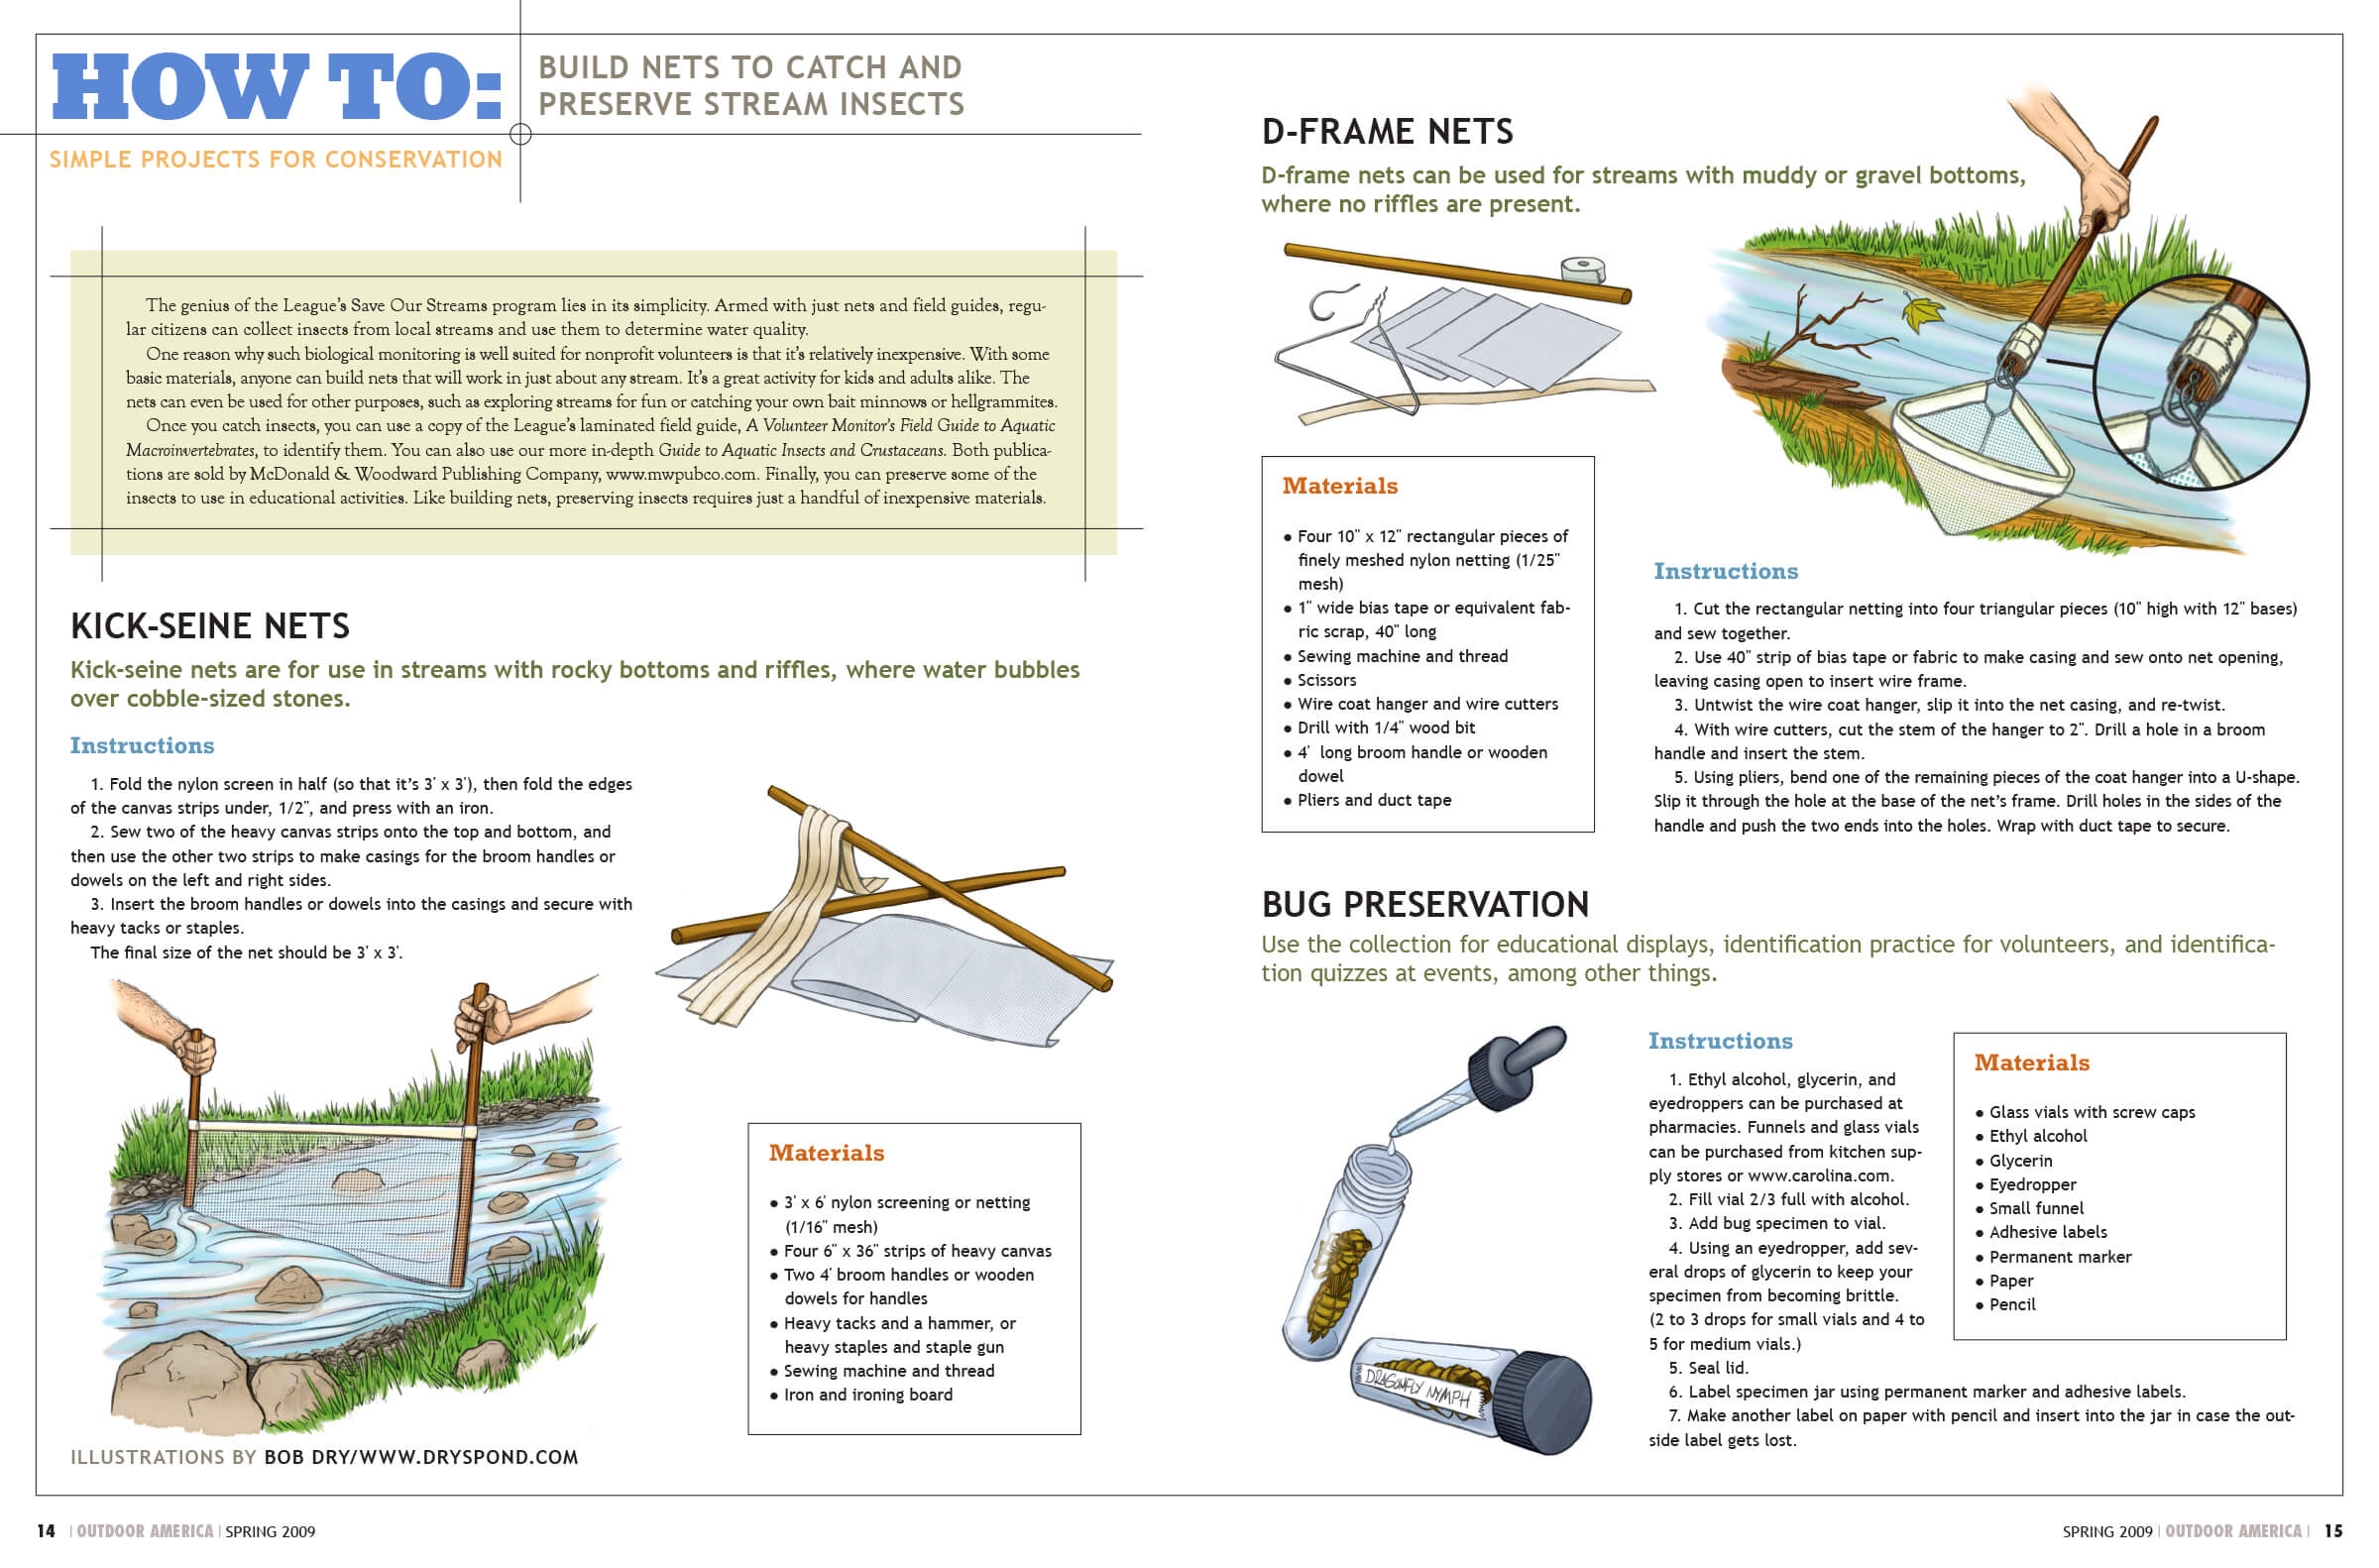 HOW TO:
BUILD NETS TO CATCH AND
PRESERVE STREAM INSECTS
SIMPLE PROJECTS FOR CONSERVATION
The genius of the League's Save Our Streams program lies in its simplicity. Armed with just nets and field guides, regu-
lar citizens can collect insects from local streams and use them to determine water quality.
One reason why such biological monitoring is well suited for nonprofit volunteers is that it's relatively inexpensive. With some
basic materials, anyone can build nets that will work in just about any stream. It's a great activity for kids and adults alike. The
nets can even be used for other purposes, such as exploring streams for fun or catching your own bait minnows or hellgrammites.
Once you catch insects, you can use a copy of the League's laminated field guide, A Volunteer Monitor's Field Guide to Aquatic
Macroinvertebrates, to identify them. You can also use our more in-depth Guide to Aquatic Insects and Crustaceans. Both publica-
tions are sold by McDonald & Woodward Publishing Company, www.mwpubco.com. Finally, you can preserve some of the
insects to use in educational activities. Like building nets, preserving insects requires just a handful of inexpensive materials.
KICK-SEINE NETS
Kick-seine nets are for use in streams with rocky bottoms and riffles, where water bubbles
over cobble-sized stones.
Instructions
1. Fold the nylon screen in half (so that it's 3' x 3'), then fold the edges
of the canvas strips under, 1/2", and press with an iron.
2. Sew two of the heavy canvas strips onto the top and bottom, and
then use the other two strips to make casings for the broom handles or
dowels on the left and right sides.
3. Insert the broom handles or dowels into the casings and secure with
heavy tacks or staples.
The final size of the net should be 3' x 3'.
Materials
● 3' x 6' nylon screening or netting
(1/16" mesh)
● Four 6" x 36" strips of heavy canvas
● Two 4' broom handles or wooden
dowels for handles
● Heavy tacks and a hammer, or
heavy staples and staple gun
● Sewing machine and thread
● Iron and ironing board
ILLUSTRATIONS BY BOB DRY/WWW.DRYSPOND.COM
14 | OUTDOOR AMERICA | SPRING 2009
D-FRAME NETS
D-frame nets can be used for streams with muddy or gravel bottoms,
where no riffles are present.
Materials
● Four 10" x 12" rectangular pieces of
finely meshed nylon netting (1/25"
mesh)
● 1" wide bias tape or equivalent fab-
ric scrap, 40" long
● Sewing machine and thread
● Scissors
● Wire coat hanger and wire cutters
● Drill with 1/4" wood bit
● 4' long broom handle or wooden
dowel
● Pliers and duct tape
Instructions
1. Cut the rectangular netting into four triangular pieces (10" high with 12" bases)
and sew together.
2. Use 40" strip of bias tape or fabric to make casing and sew onto net opening,
leaving casing open to insert wire frame.
3. Untwist the wire coat hanger, slip it into the net casing, and re-twist.
4. With wire cutters, cut the stem of the hanger to 2". Drill a hole in a broom
handle and insert the stem.
5. Using pliers, bend one of the remaining pieces of the coat hanger into a U-shape.
Slip it through the hole at the base of the net's frame. Drill holes in the sides of the
handle and push the two ends into the holes. Wrap with duct tape to secure.
BUG PRESERVATION
Use the collection for educational displays, identification practice for volunteers, and identifica-
tion quizzes at events, among other things.
DRAGONFLY NYMPH
Instructions
1. Ethyl alcohol, glycerin, and
eyedroppers can be purchased at
pharmacies. Funnels and glass vials
can be purchased from kitchen sup-
ply stores or www.carolina.com.
2. Fill vial 2/3 full with alcohol.
3. Add bug specimen to vial.
4. Using an eyedropper, add sev-
eral drops of glycerin to keep your
specimen from becoming brittle.
(2 to 3 drops for small vials and 4 to
5 for medium vials.)
5. Seal lid.
6. Label specimen jar using permanent marker and adhesive labels.
7. Make another label on paper with pencil and insert into the jar in case the out-
side label gets lost.
Materials
● Glass vials with screw caps
● Ethyl alcohol
● Glycerin
● Eyedropper
● Small funnel
● Adhesive labels
● Permanent marker
● Paper
● Pencil
SPRING 2009 | OUTDOOR AMERICA | 15